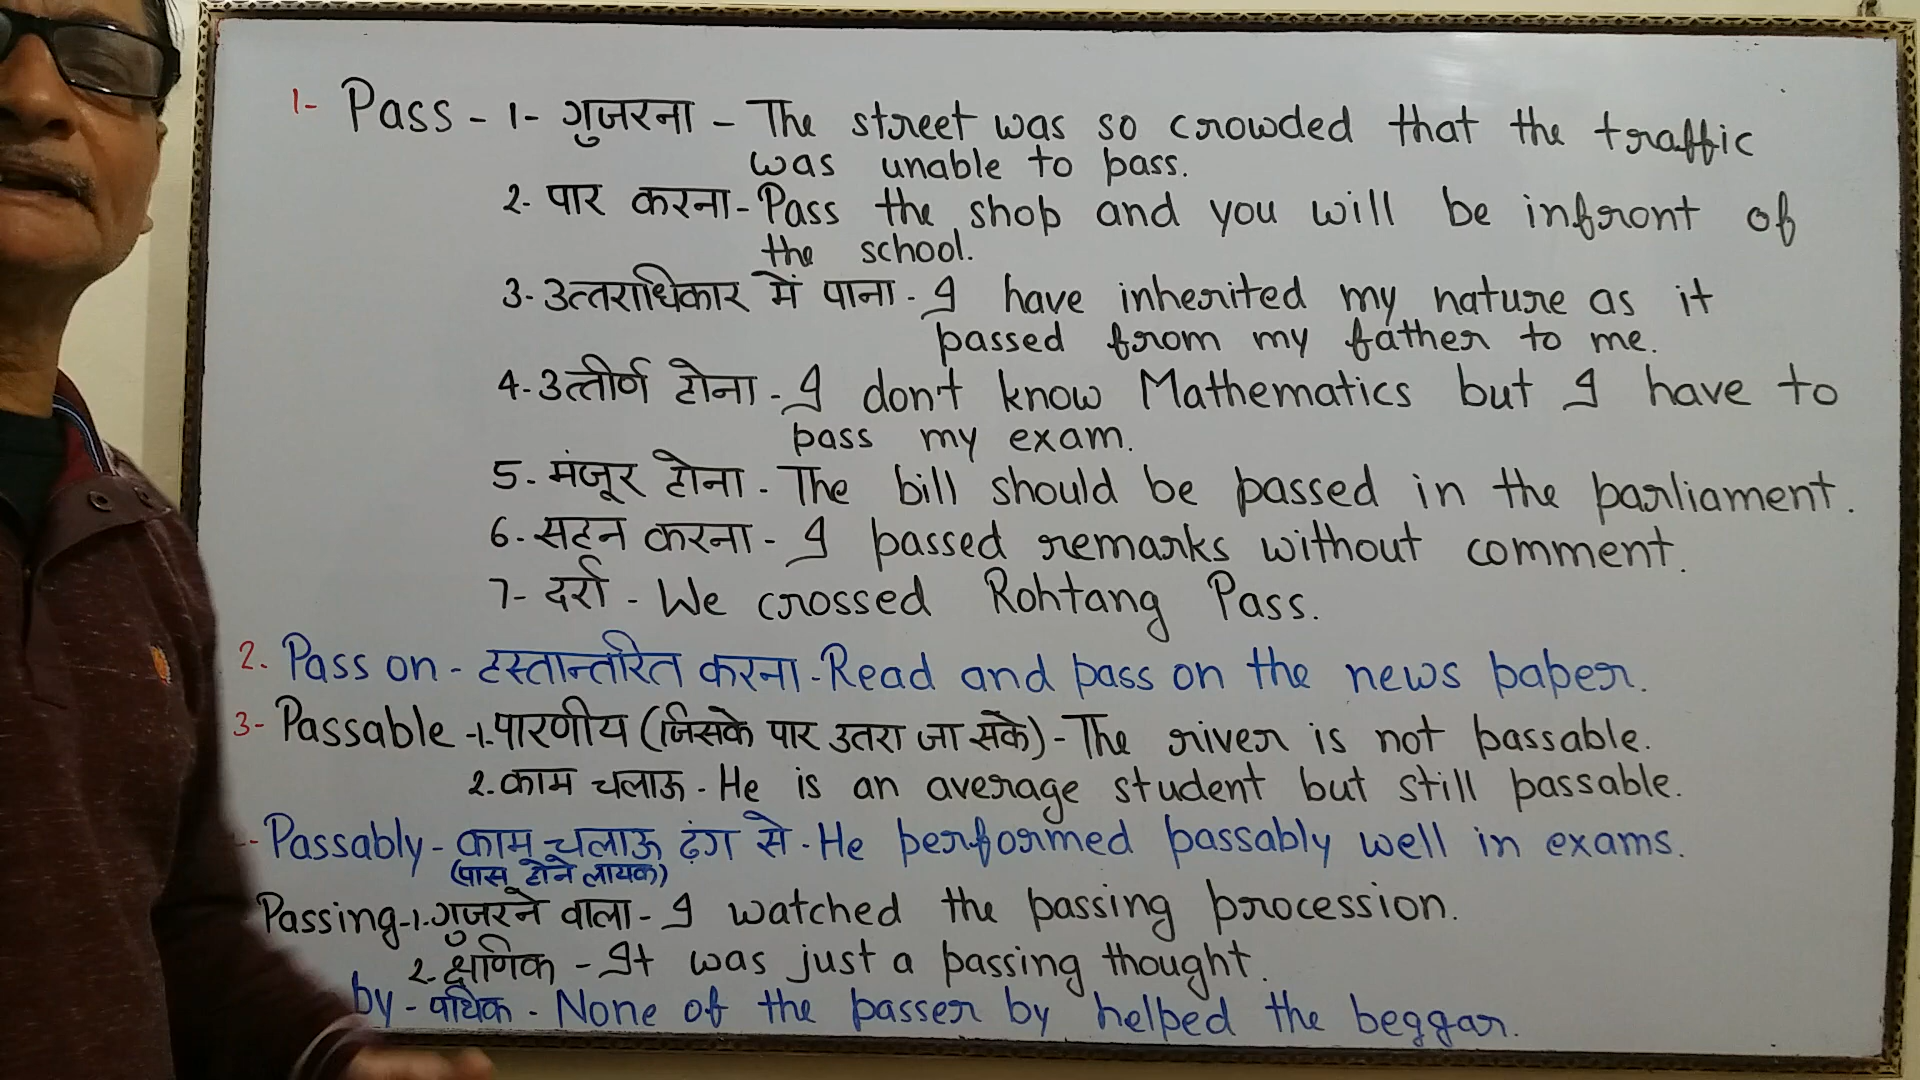 1- Pass - 1- गुजरना - The street was so crowded that the traffic
was unable to pass.
2- पार करना - Pass the shop and you will be infront of
the school.
3- उत्तराधिकार में पाना - I have inherited my nature as it
passed from my father to me.
4- उत्तीर्ण होना - I don't know Mathematics but I have to
pass my exam.
5- मंजूर होना - The bill should be passed in the parliament.
6- सहन करना - I passed remarks without comment.
7- दर्रा - We crossed Rohtang Pass.
2. Pass on - हस्तान्तरित करना - Read and pass on the news paper.
3- Passable - 1. पारणीय (जिसके पार उतरा जा सके) - The river is not passable.
2. काम चलाऊ - He is an average student but still passable.
- Passably - काम चलाऊ ढ़ंग से - He performed passably well in exams.
(पास होने लायक)
Passing - 1. गुजरने वाला - I watched the passing procession.
2- क्षणिक - It was just a passing thought.
by - पथिक - None of the passer by helped the beggar.